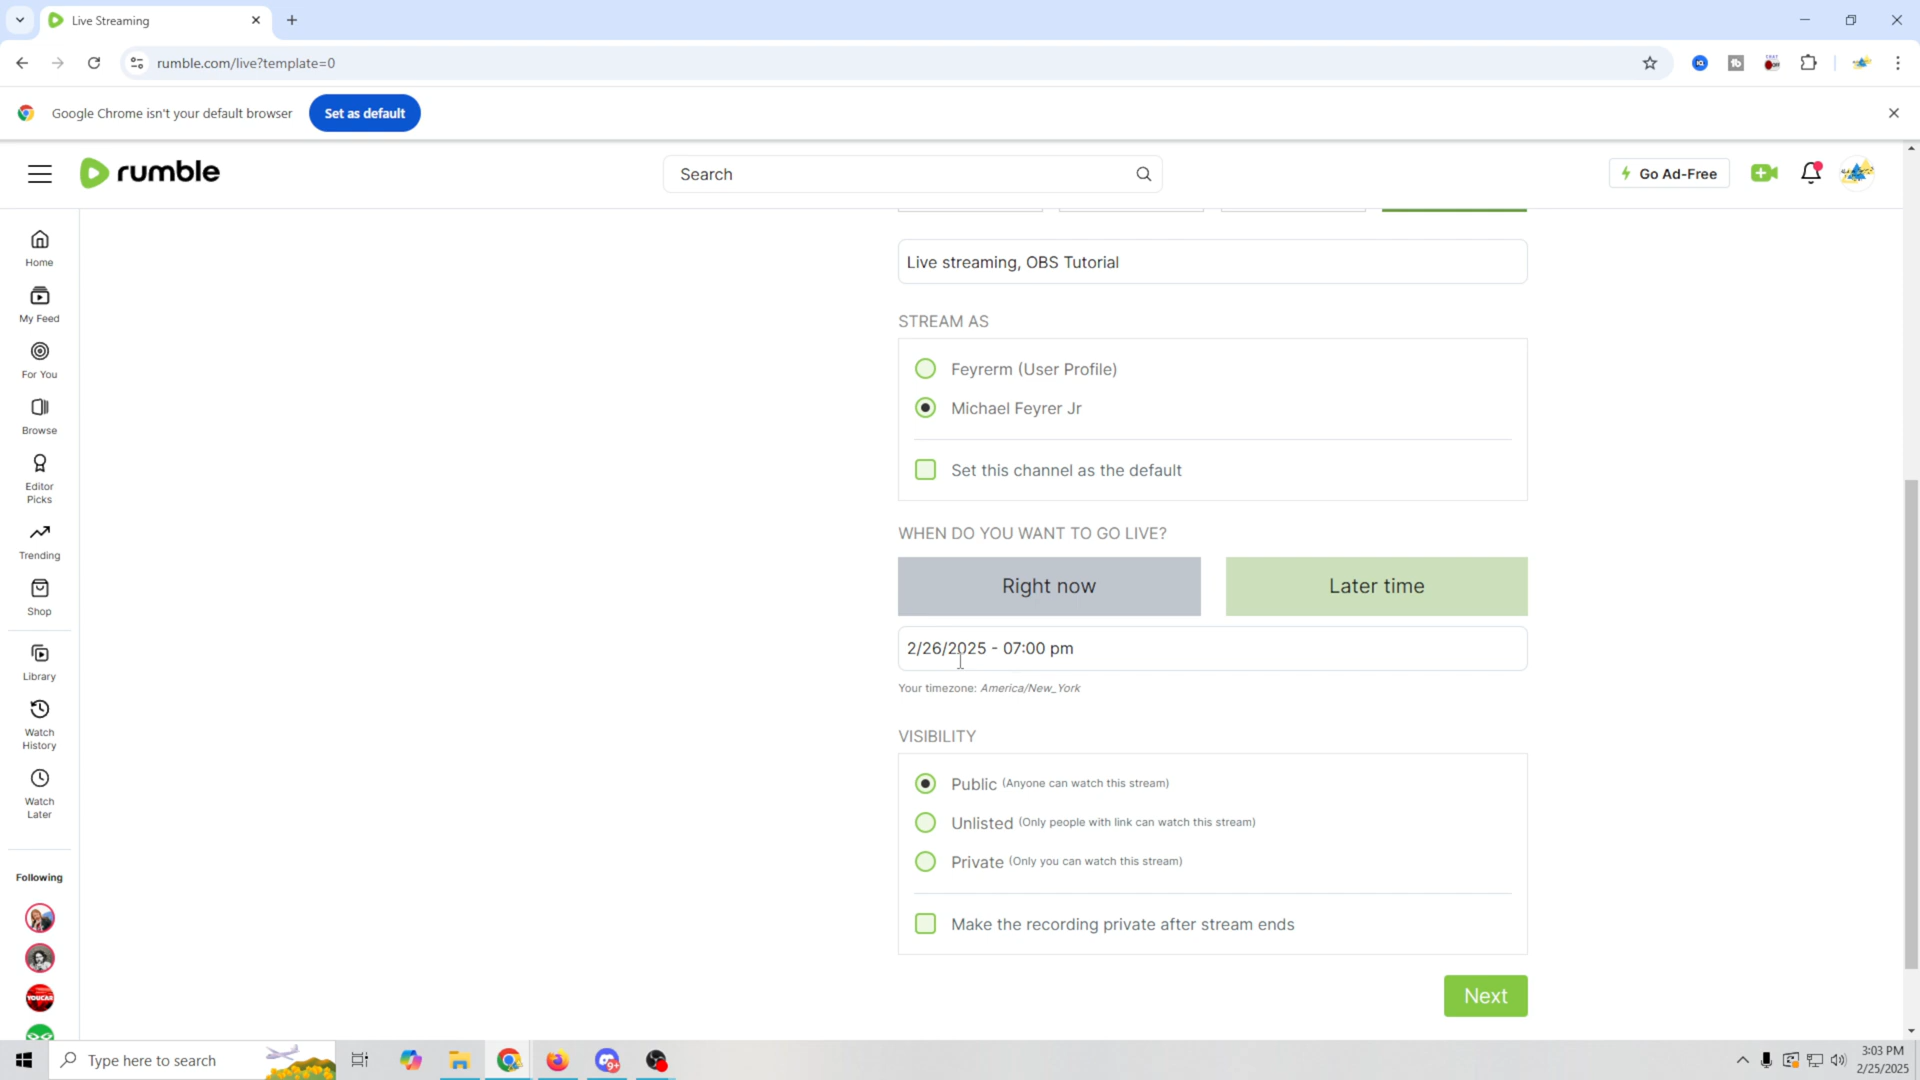 Live Streaming
rumble.com/live?template=0
Google Chrome isn't your default browser
Set as default
rumble
Search
Go Ad-Free
Home
My Feed
For You
Browse
Editor
Picks
Trending
Shop
Library
Watch
History
Watch
Later
Following
YOUCAR
Live streaming, OBS Tutorial
STREAM AS
Feyrerm (User Profile)
Michael Feyrer Jr
Set this channel as the default
WHEN DO YOU WANT TO GO LIVE?
Right now
Later time
2/26/2025 - 07:00 pm
Your timezone: America/New_York
VISIBILITY
Public (Anyone can watch this stream)
Unlisted (Only people with link can watch this stream)
Private (Only you can watch this stream)
Make the recording private after stream ends
Next
Type here to search
9+
3:03 PM
2/25/2025